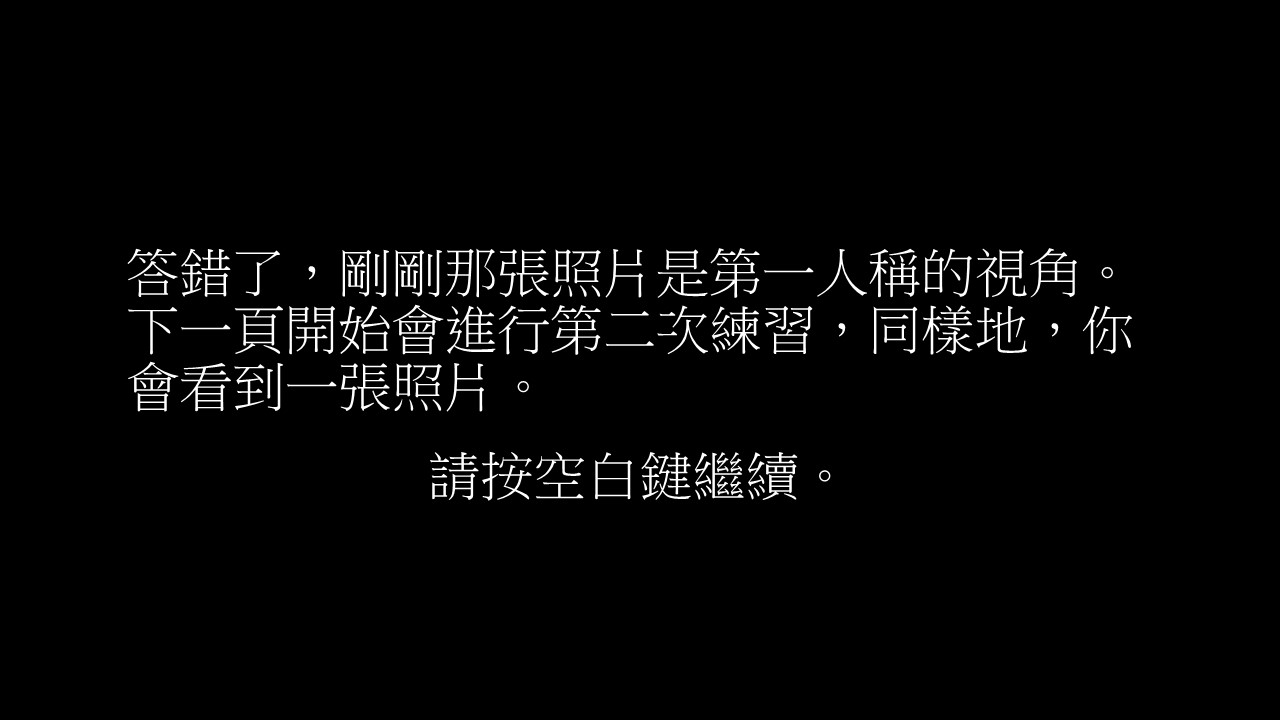 答錯了，剛剛那張照片是第一人稱的視角。
下一頁開始會進行第二次練習，同樣地，你
會看到一張照片。
請按空白鍵繼續。